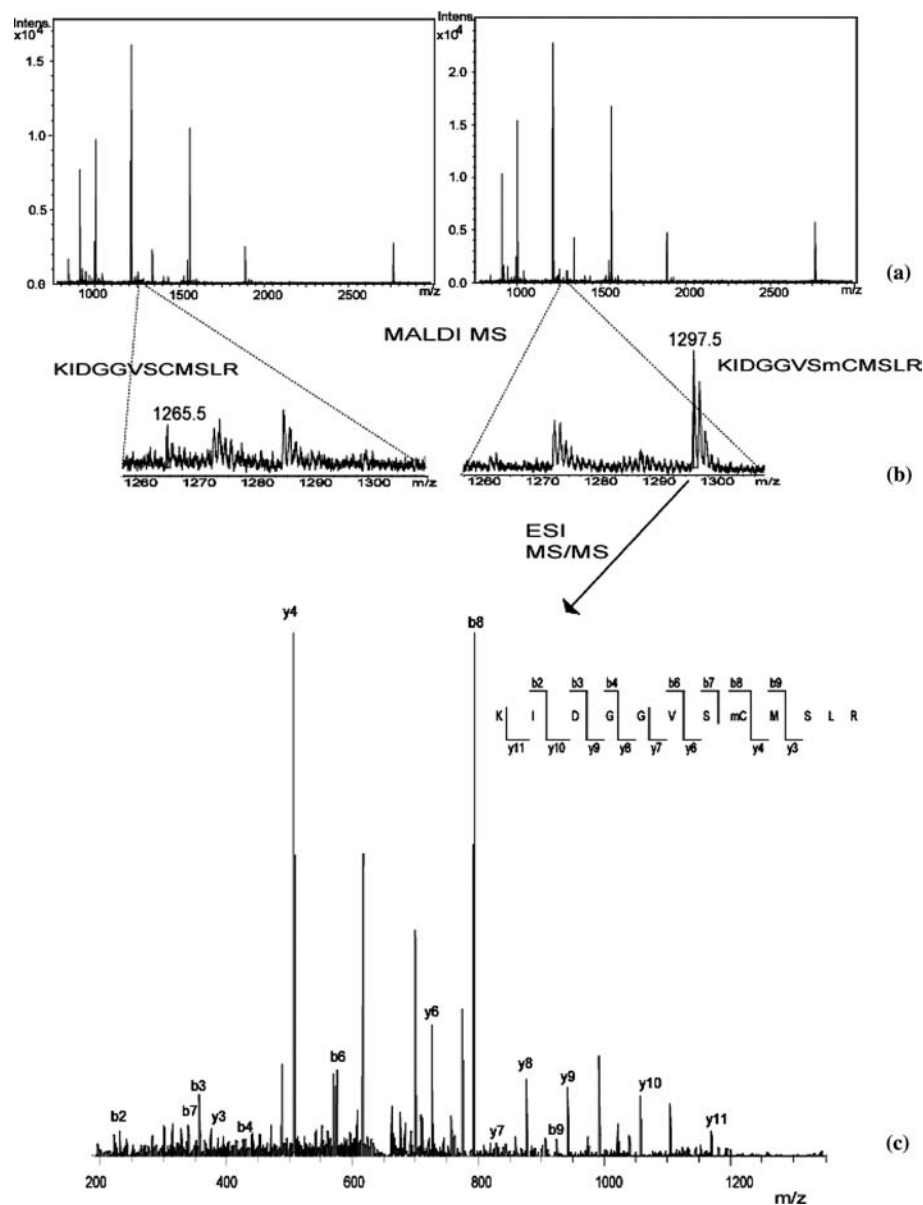 Intens.
x10⁴
1.5
1.0
0.5
0.0
1000 1500 2000 2500 m/z
Intens.
x10⁴
2.0
1.5
1.0
0.5
0.0
1000 1500 2000 2500 m/z
(a)
MALDI MS
KIDGGVSCMSLR
1265.5
1260 1270 1280 1290 1300 m/z
1297.5
KIDGGVSmCMSLR
1260 1270 1280 1290 1300 m/z
(b)
ESI
MS/MS
y4
b8
b2 b3 b4 b6 b7 b8 b9
K I D G G V S mC M S L R
y11 y10 y9 y8 y7 y6 y4 y3
b2
b7
b3
y3
b4
b6
y6
y7
y8
b9
y9
y10
y11
(c)
200 400 600 800 1000 1200
m/z